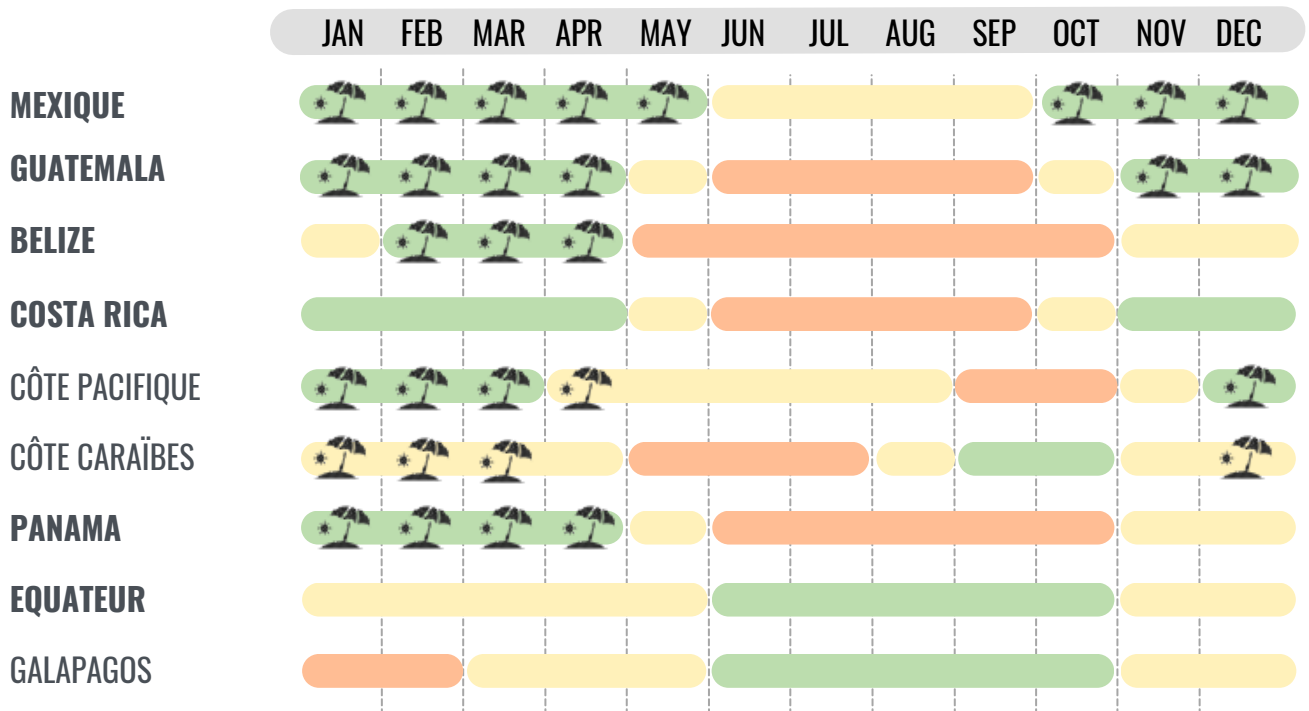 JAN FEB MAR APR MAY JUN JUL AUG SEP OCT NOV DEC
MEXIQUE
GUATEMALA
BELIZE
COSTA RICA
CÔTE PACIFIQUE
CÔTE CARAÏBES
PANAMA
EQUATEUR
GALAPAGOS